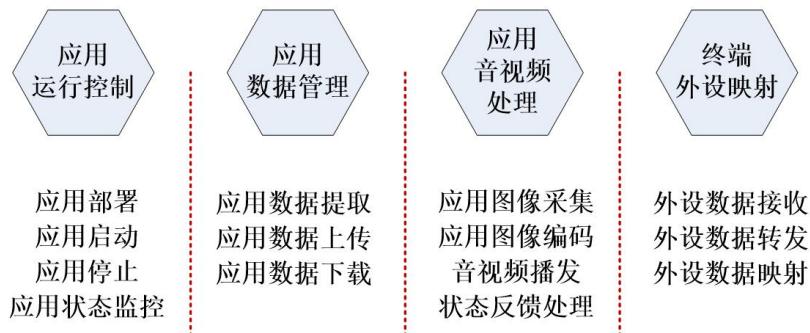 应用
运行控制
应用
数据管理
应用
音视频
处理
终端
外设映射
应用部署
应用启动
应用停止
应用状态监控
应用数据提取
应用数据上传
应用数据下载
应用图像采集
应用图像编码
音视频播发
状态反馈处理
外设数据接收
外设数据转发
外设数据映射